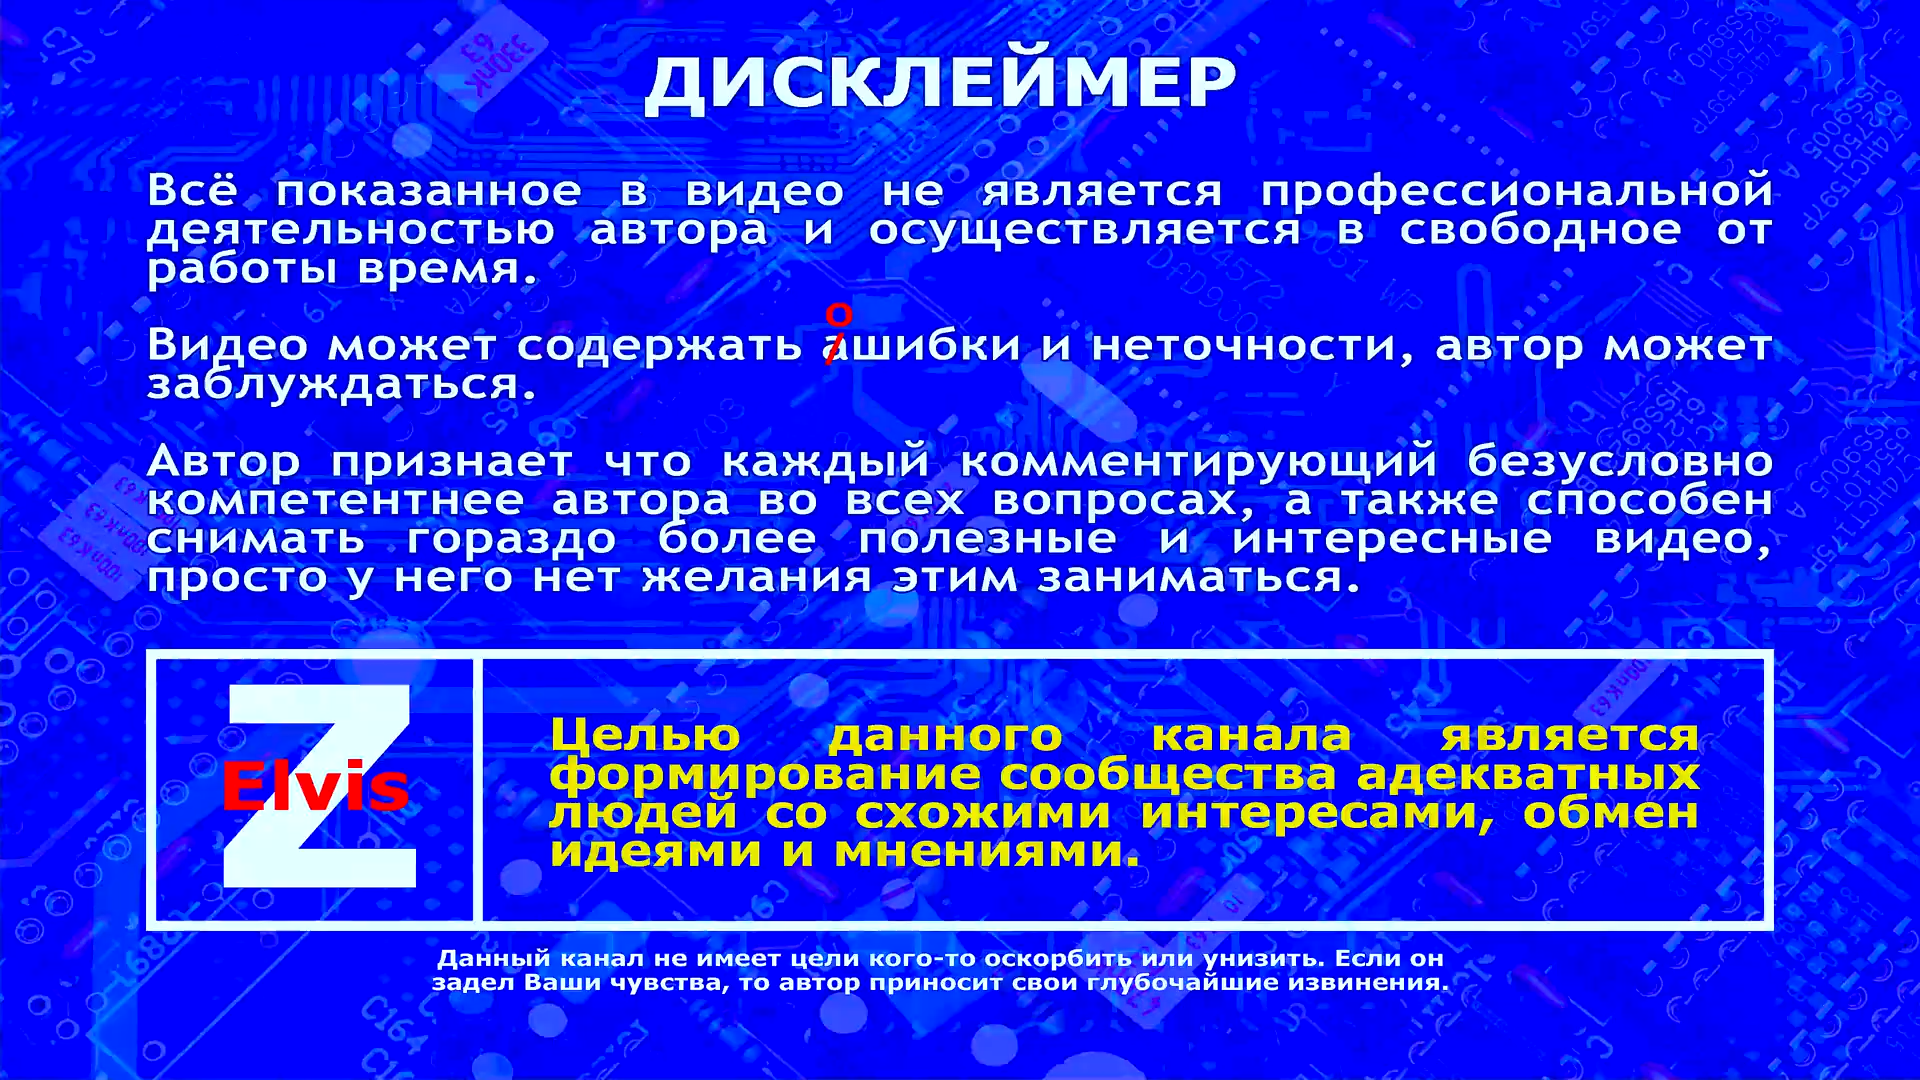 ДИСКЛЕЙМЕР
Всё показанное в видео не является профессиональной
деятельностью автора и осуществляется в свободное от
работы время.
о
Видео может содержать ашибки и неточности, автор может
заблуждаться.
Автор признает что каждый комментирующий безусловно
компетентнее автора во всех вопросах, а также способен
снимать гораздо более полезные и интересные видео,
просто у него нет желания этим заниматься.
Z
Elvis
Целью данного канала является
формирование сообщества адекватных
людей со схожими интересами, обмен
идеями и мнениями.
Данный канал не имеет цели кого-то оскорбить или унизить. Если он
задел Ваши чувства, то автор приносит свои глубочайшие извинения.
C164